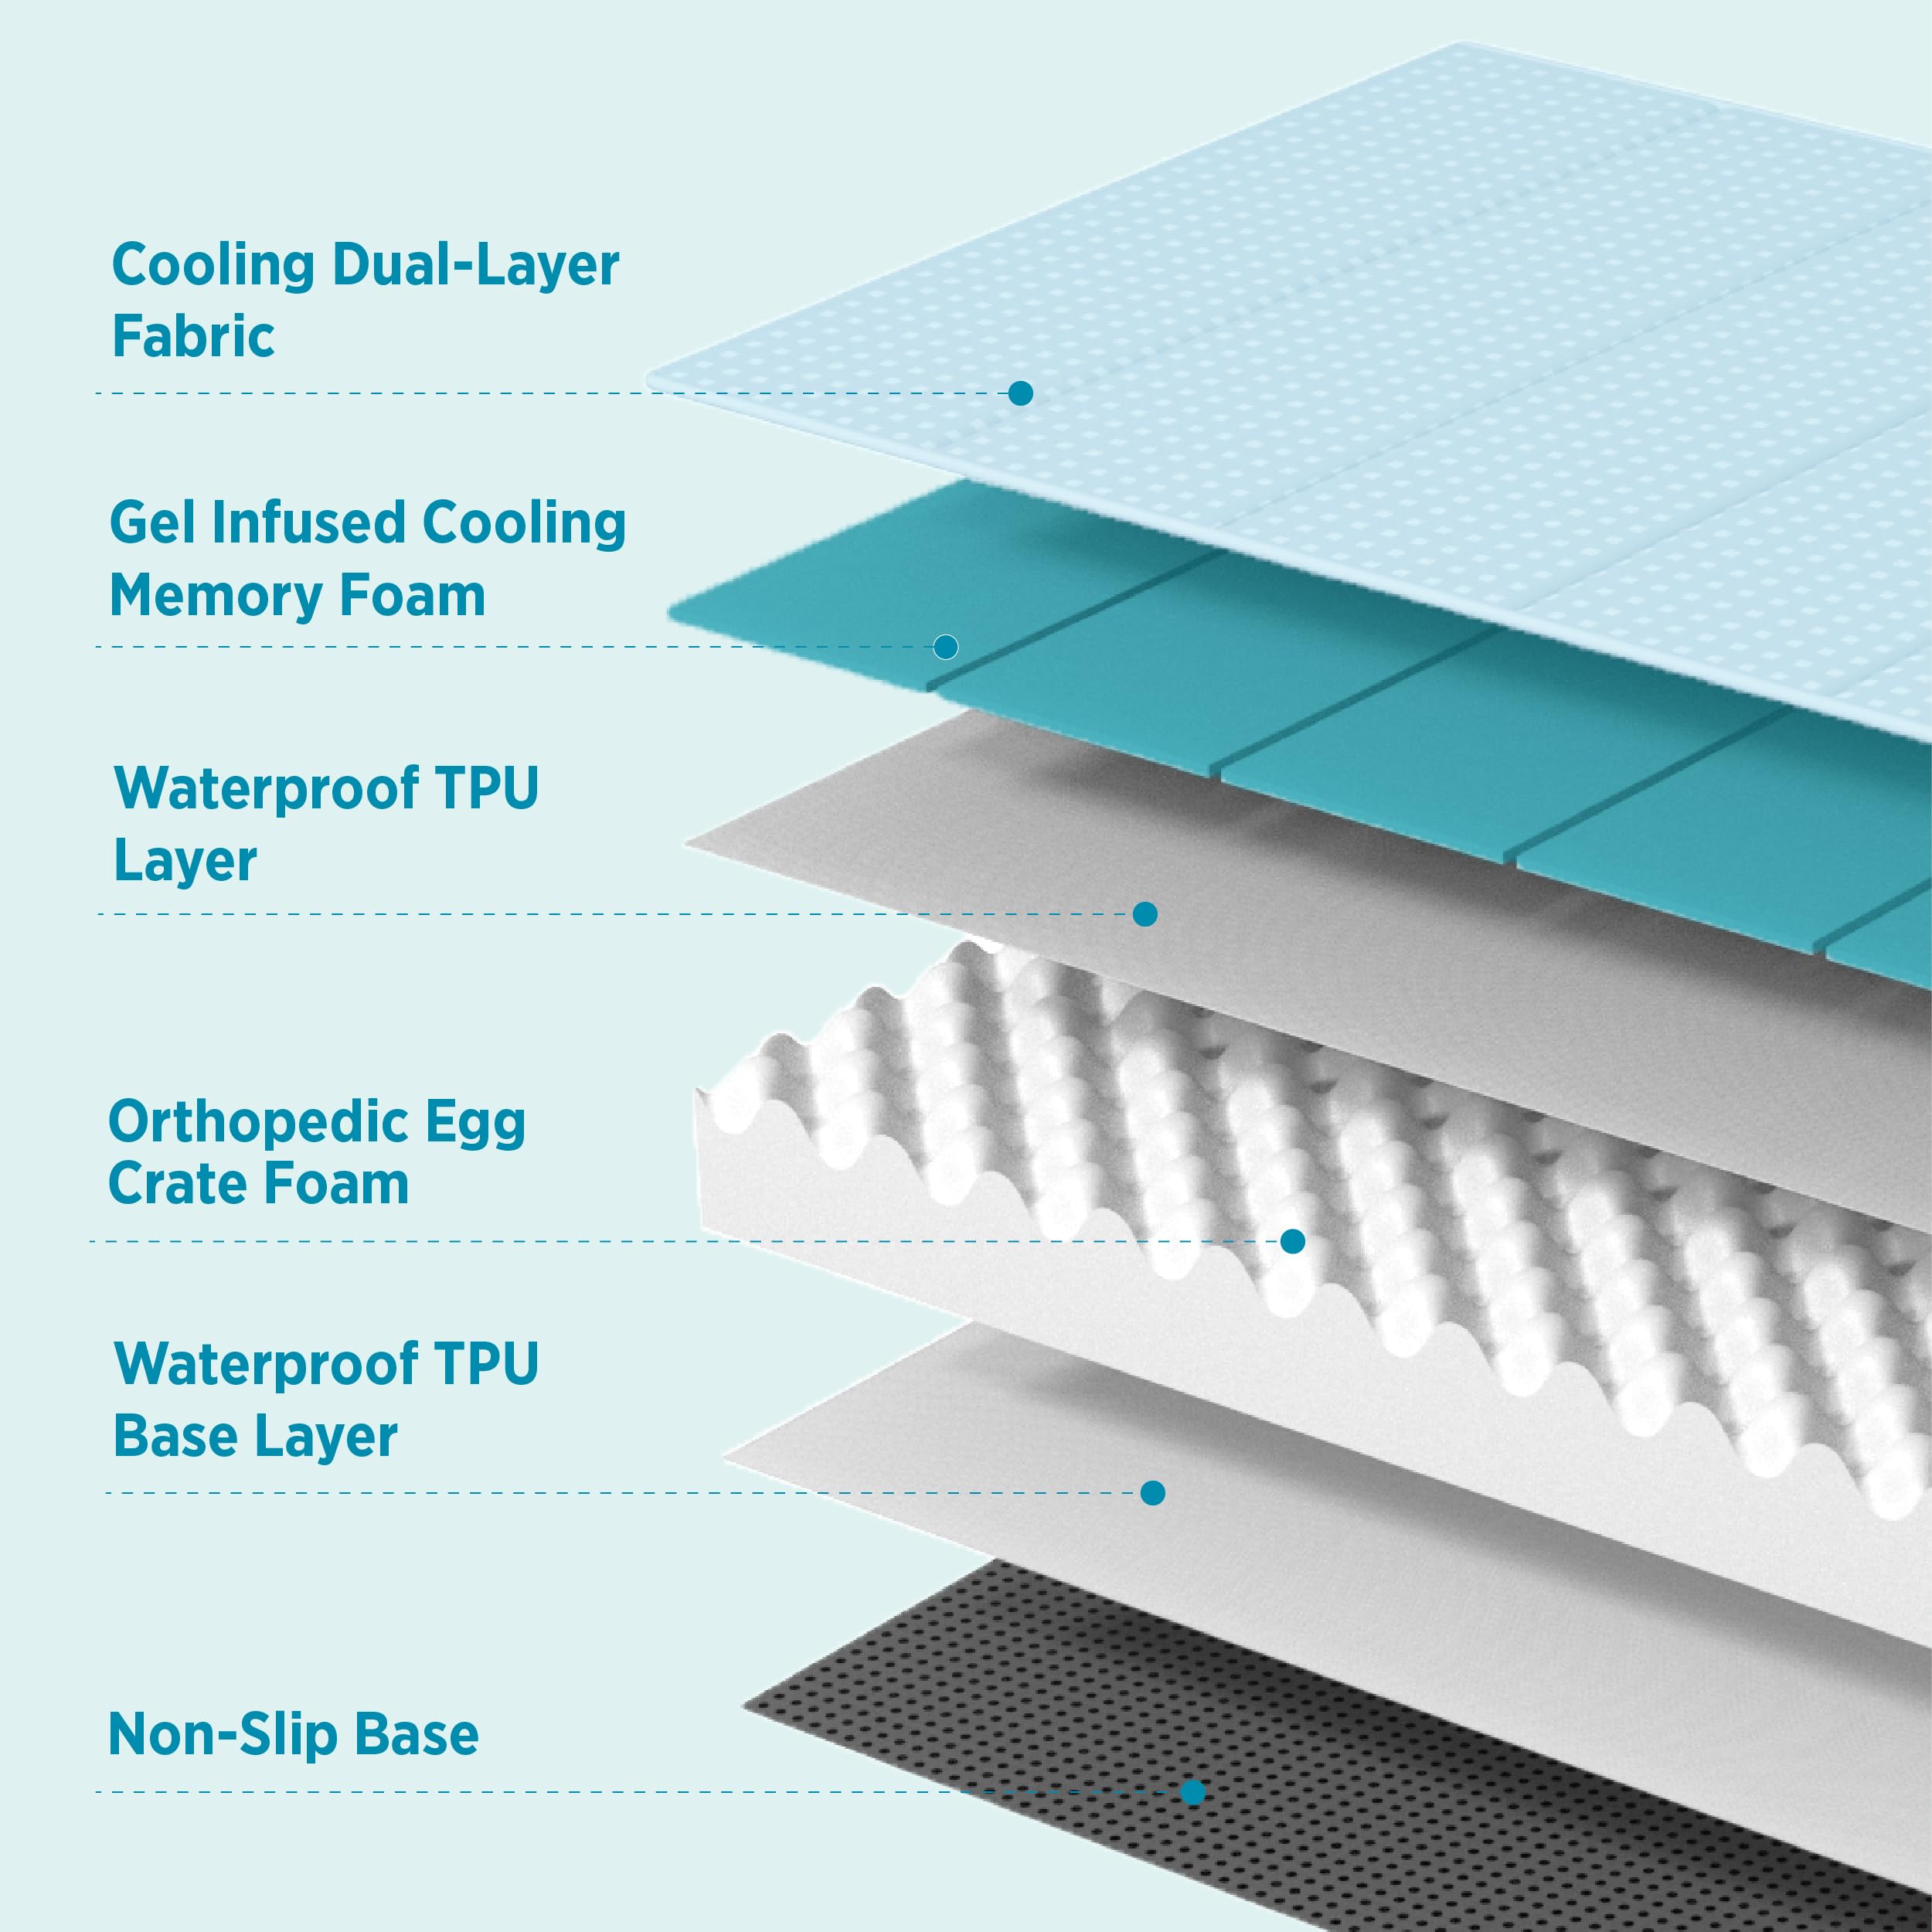 Cooling Dual-Layer
Fabric
Gel Infused Cooling
Memory Foam
Waterproof TPU
Layer
Orthopedic Egg
Crate Foam
Waterproof TPU
Base Layer
Non-Slip Base